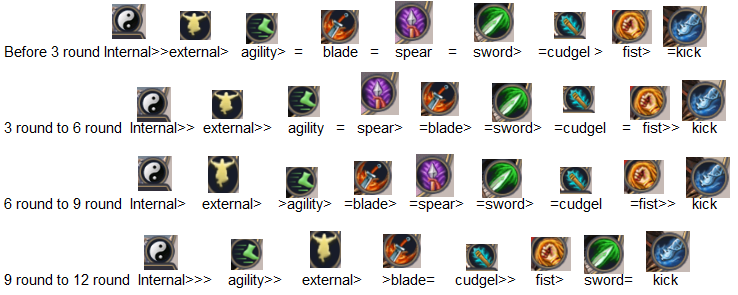 Before 3 round Internal>>external> agility> = blade = spear = sword> =cudgel > fist> =kick
3 round to 6 round Internal>> external>> agility = spear> =blade> =sword> =cudgel = fist>> kick
6 round to 9 round Internal> external> >agility> =blade> =spear> =sword> =cudgel =fist>> kick
9 round to 12 round Internal>>> agility>> external> >blade= cudgel>> fist> sword= kick